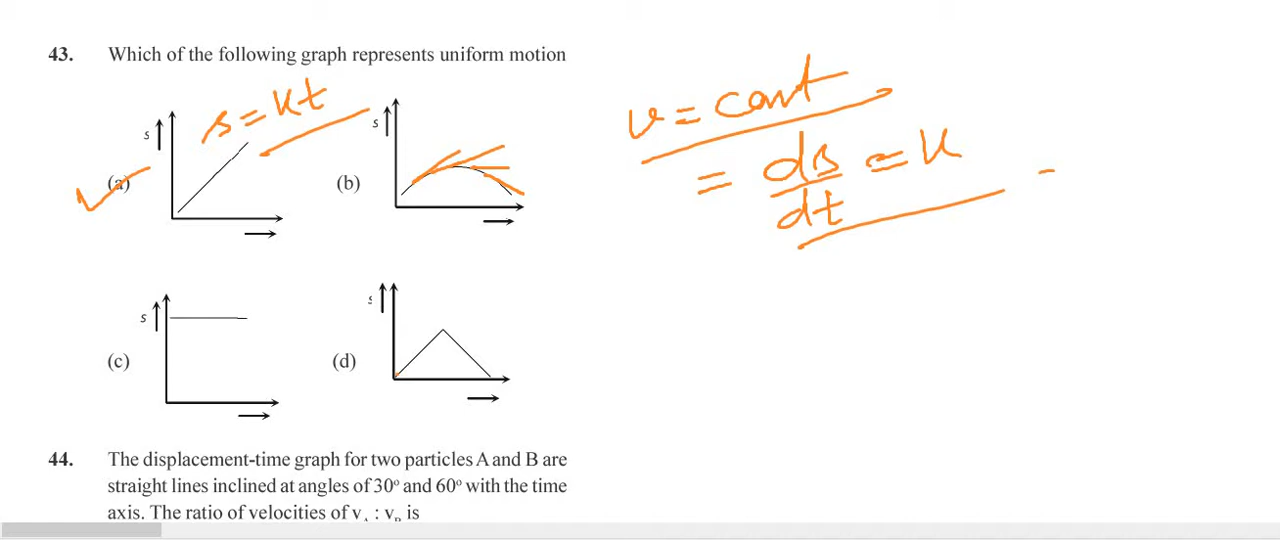 43. Which of the following graph represents uniform motion
s = kt
v = const
s
s
(a)
(b)
= ds/dt = k
s
s
(c)
(d)
44. The displacement-time graph for two particles A and B are
straight lines inclined at angles of 30° and 60° with the time
axis. The ratio of velocities of v : v is